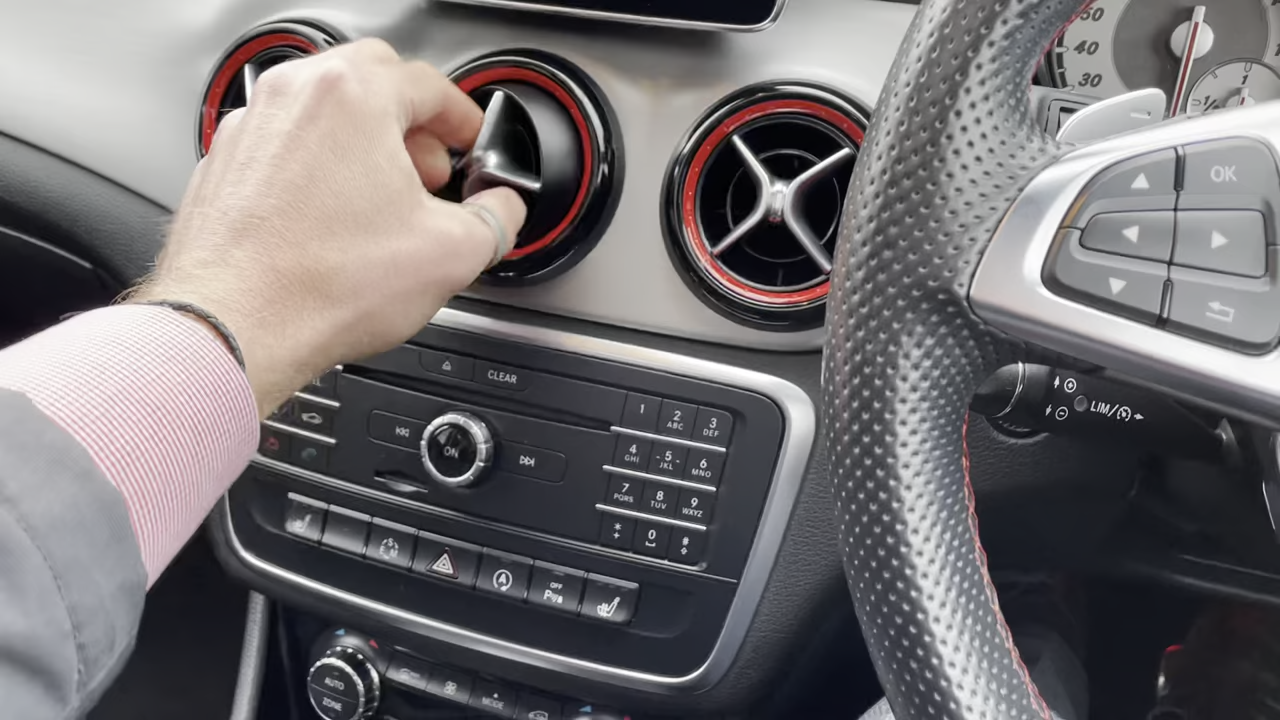 50
40
30
1
OK
LIM/
CLEAR
1
2 ABC
3 DEF
4 GHI
5 JKL
6 MNO
7 PQRS
8 TUV
9 WXYZ
*
+
0
#
ON
E S M
A
OFF
P
AUTO
ZONE
MODE